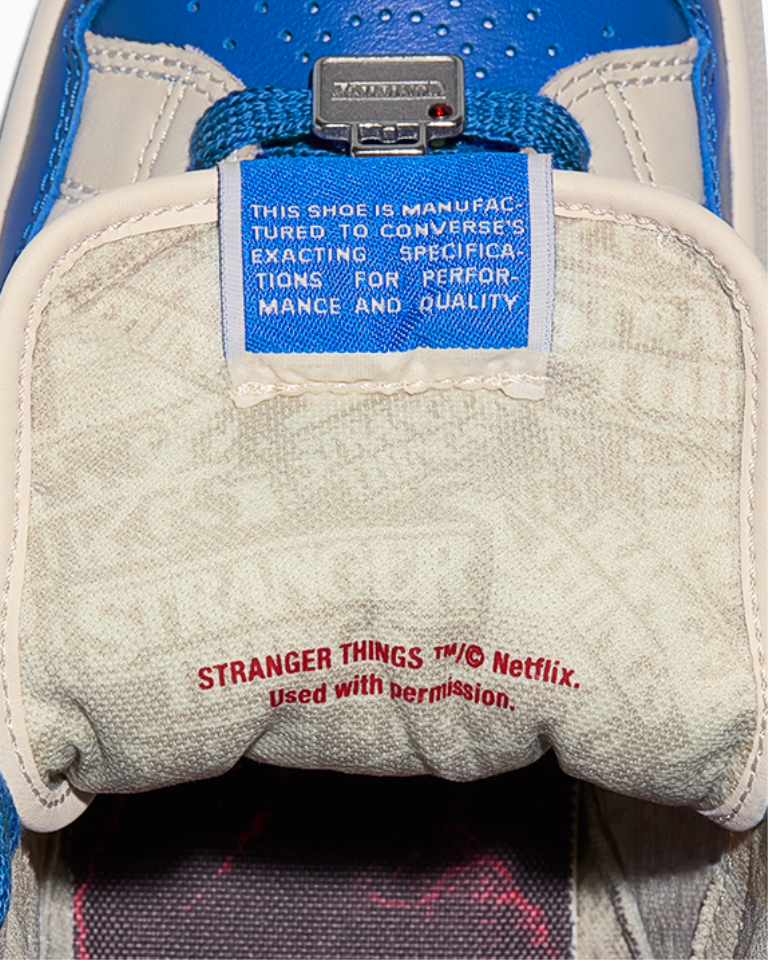 THIS SHOE IS MANUFAC-
TURED TO CONVERSE'S
EXACTING SPECIFICA-
TIONS FOR PERFOR-
MANCE AND QUALITY
STRANGER THINGS ™/© Netflix.
Used with permission.